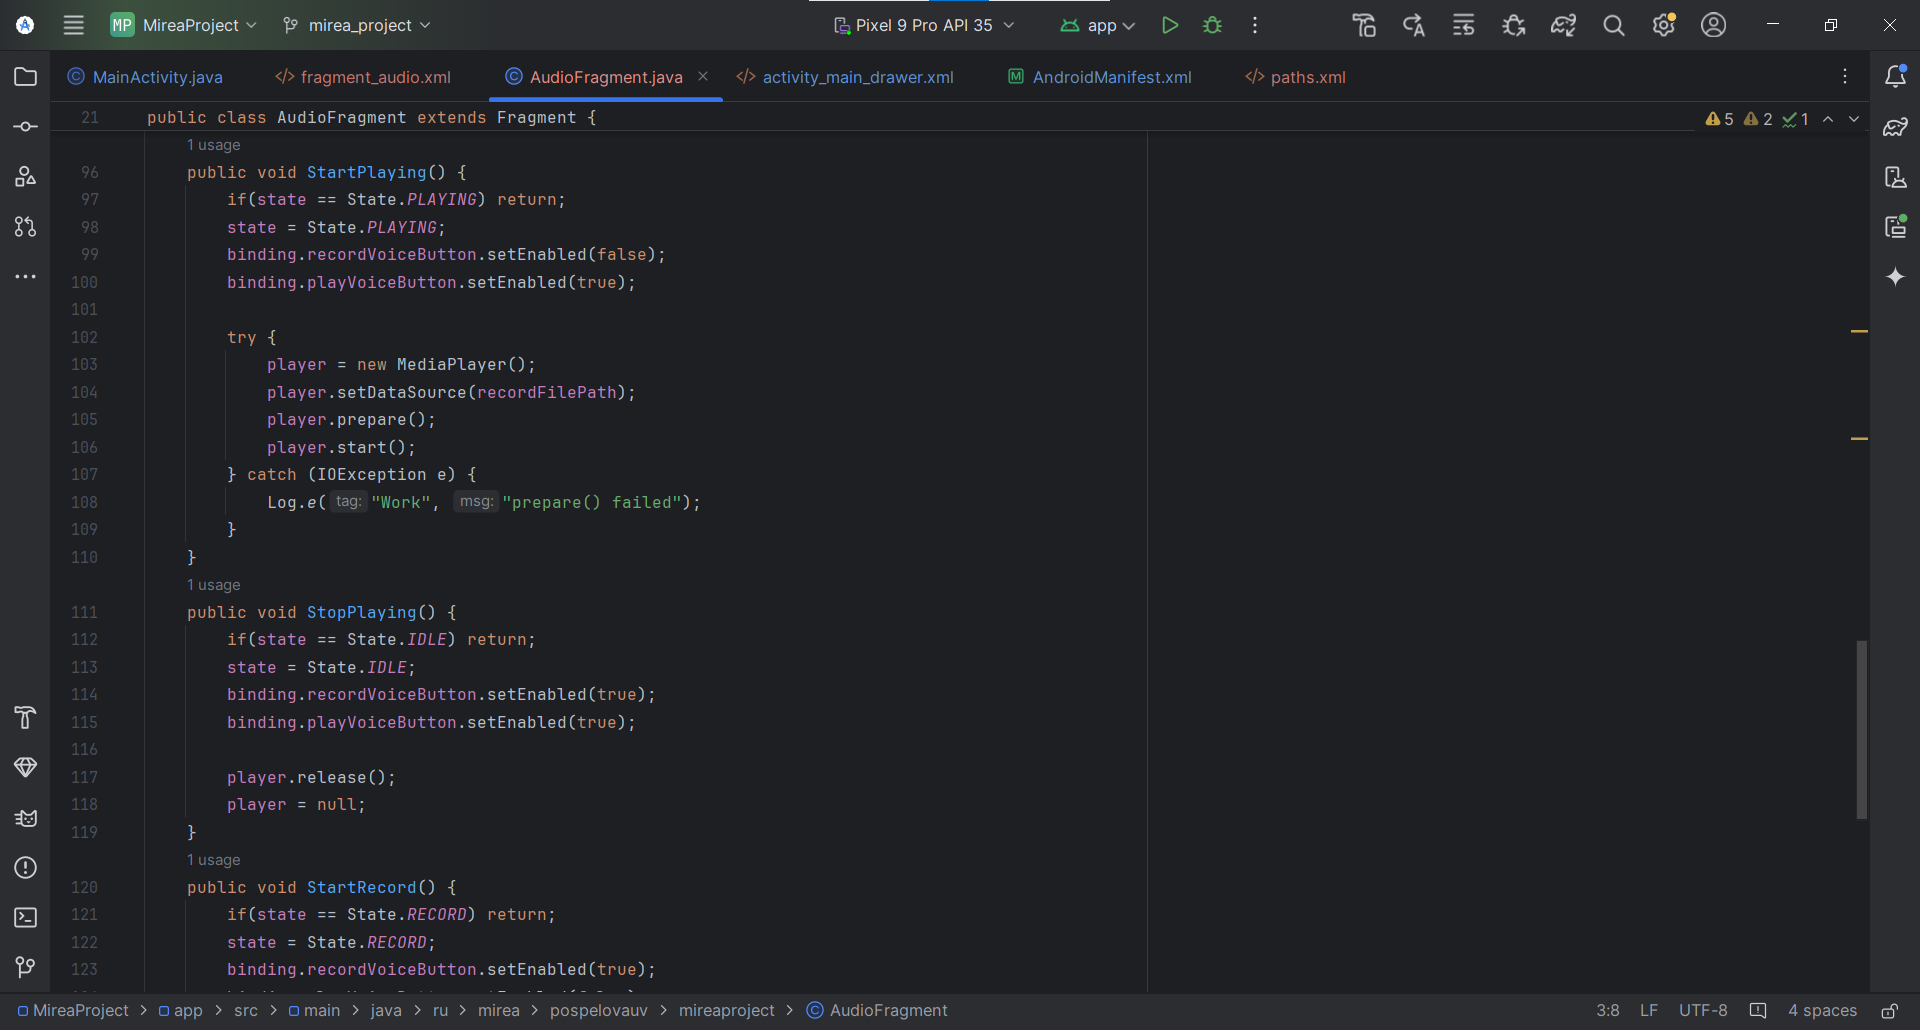 MP MireaProject mirea_project Pixel 9 Pro API 35 app
MainActivity.java fragment_audio.xml AudioFragment.java activity_main_drawer.xml AndroidManifest.xml paths.xml
21 public class AudioFragment extends Fragment { 5 2 1
1 usage
96 public void StartPlaying() {
97 if(state == State.PLAYING) return;
98 state = State.PLAYING;
99 binding.recordVoiceButton.setEnabled(false);
100 binding.playVoiceButton.setEnabled(true);
101
102 try {
103 player = new MediaPlayer();
104 player.setDataSource(recordFilePath);
105 player.prepare();
106 player.start();
107 } catch (IOException e) {
108 Log.e( tag: "Work", msg: "prepare() failed");
109 }
110 }
1 usage
111 public void StopPlaying() {
112 if(state == State.IDLE) return;
113 state = State.IDLE;
114 binding.recordVoiceButton.setEnabled(true);
115 binding.playVoiceButton.setEnabled(true);
116
117 player.release();
118 player = null;
119 }
1 usage
120 public void StartRecord() {
121 if(state == State.RECORD) return;
122 state = State.RECORD;
123 binding.recordVoiceButton.setEnabled(true);
MireaProject > app > src > main > java > ru > mirea > pospelovauv > mireaproject > AudioFragment 3:8 LF UTF-8 4 spaces